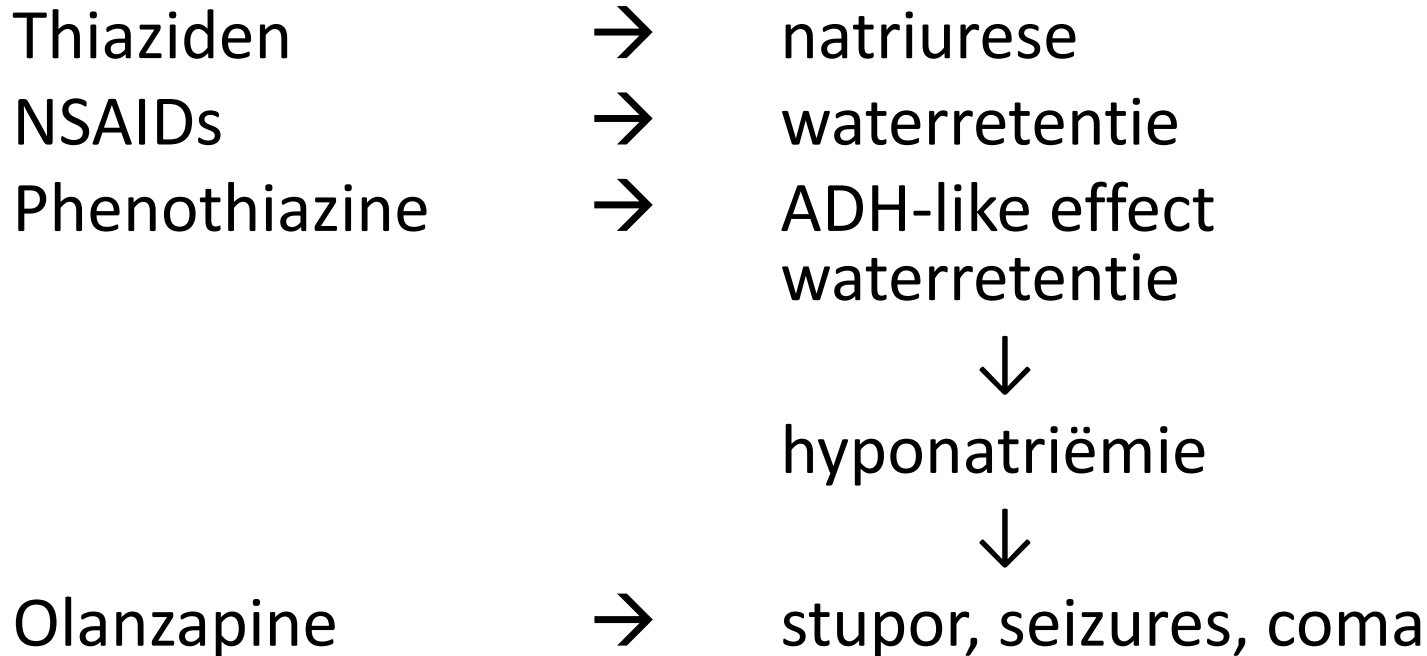 Thiaziden → natriurese
NSAIDs → waterretentie
Phenothiazine → ADH-like effect
waterretentie
↓
hyponatriëmie
↓
Olanzapine → stupor, seizures, coma